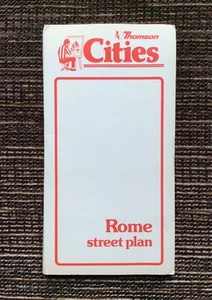 Thomson
Cities
Rome
street plan